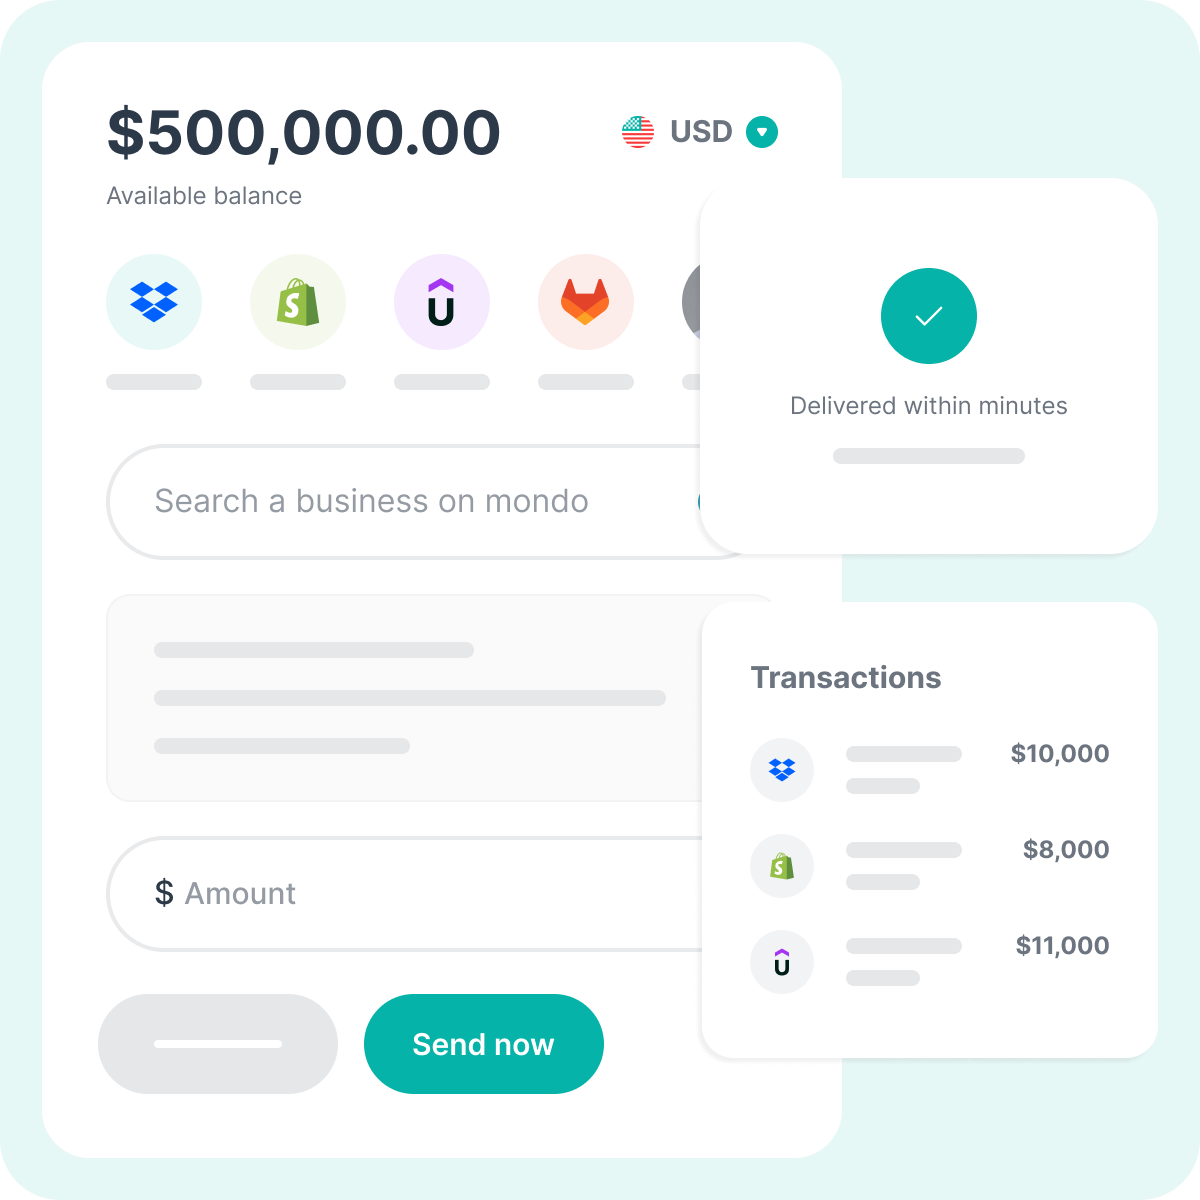 $500,000.00
USD
Available balance
Delivered within minutes
Search a business on mondo
Transactions
$10,000
$8,000
$ Amount
$11,000
Send now